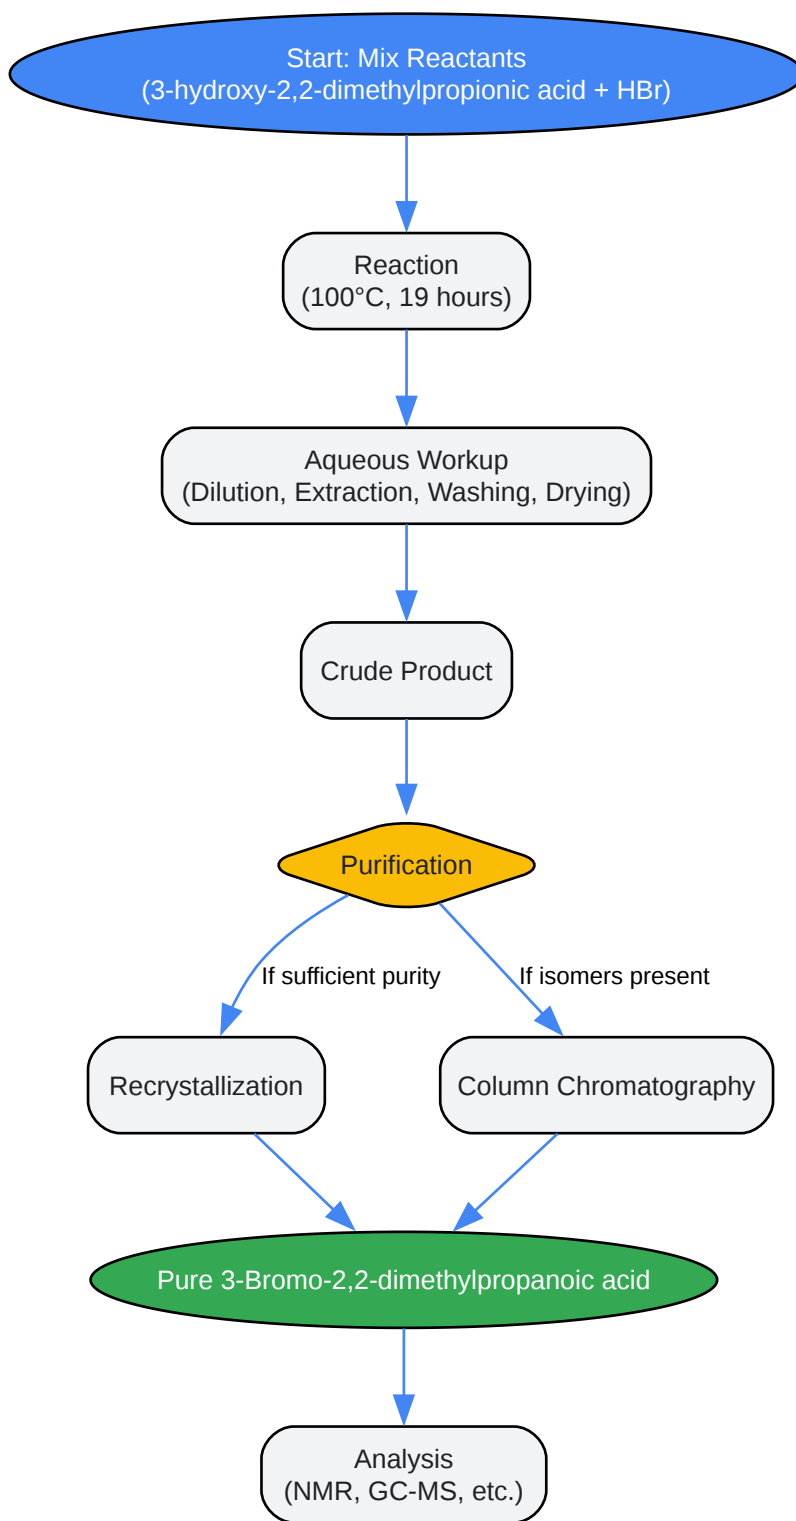 Start: Mix Reactants
(3-hydroxy-2,2-dimethylpropionic acid + HBr)
Reaction
(100°C, 19 hours)
Aqueous Workup
(Dilution, Extraction, Washing, Drying)
Crude Product
Purification
If sufficient purity
If isomers present
Recrystallization
Column Chromatography
Pure 3-Bromo-2,2-dimethylpropanoic acid
Analysis
(NMR, GC-MS, etc.)